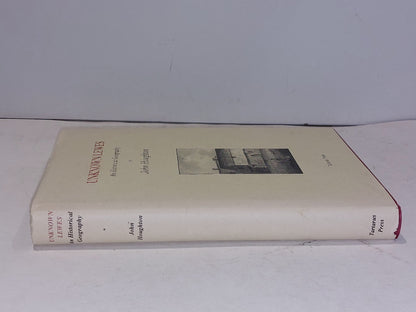 UNKNOWN LEWES
An Historical Geography
John Houghton
UNKNOWN
LEWES
An Historical
Geography
John
Houghton
Tartarus
Press